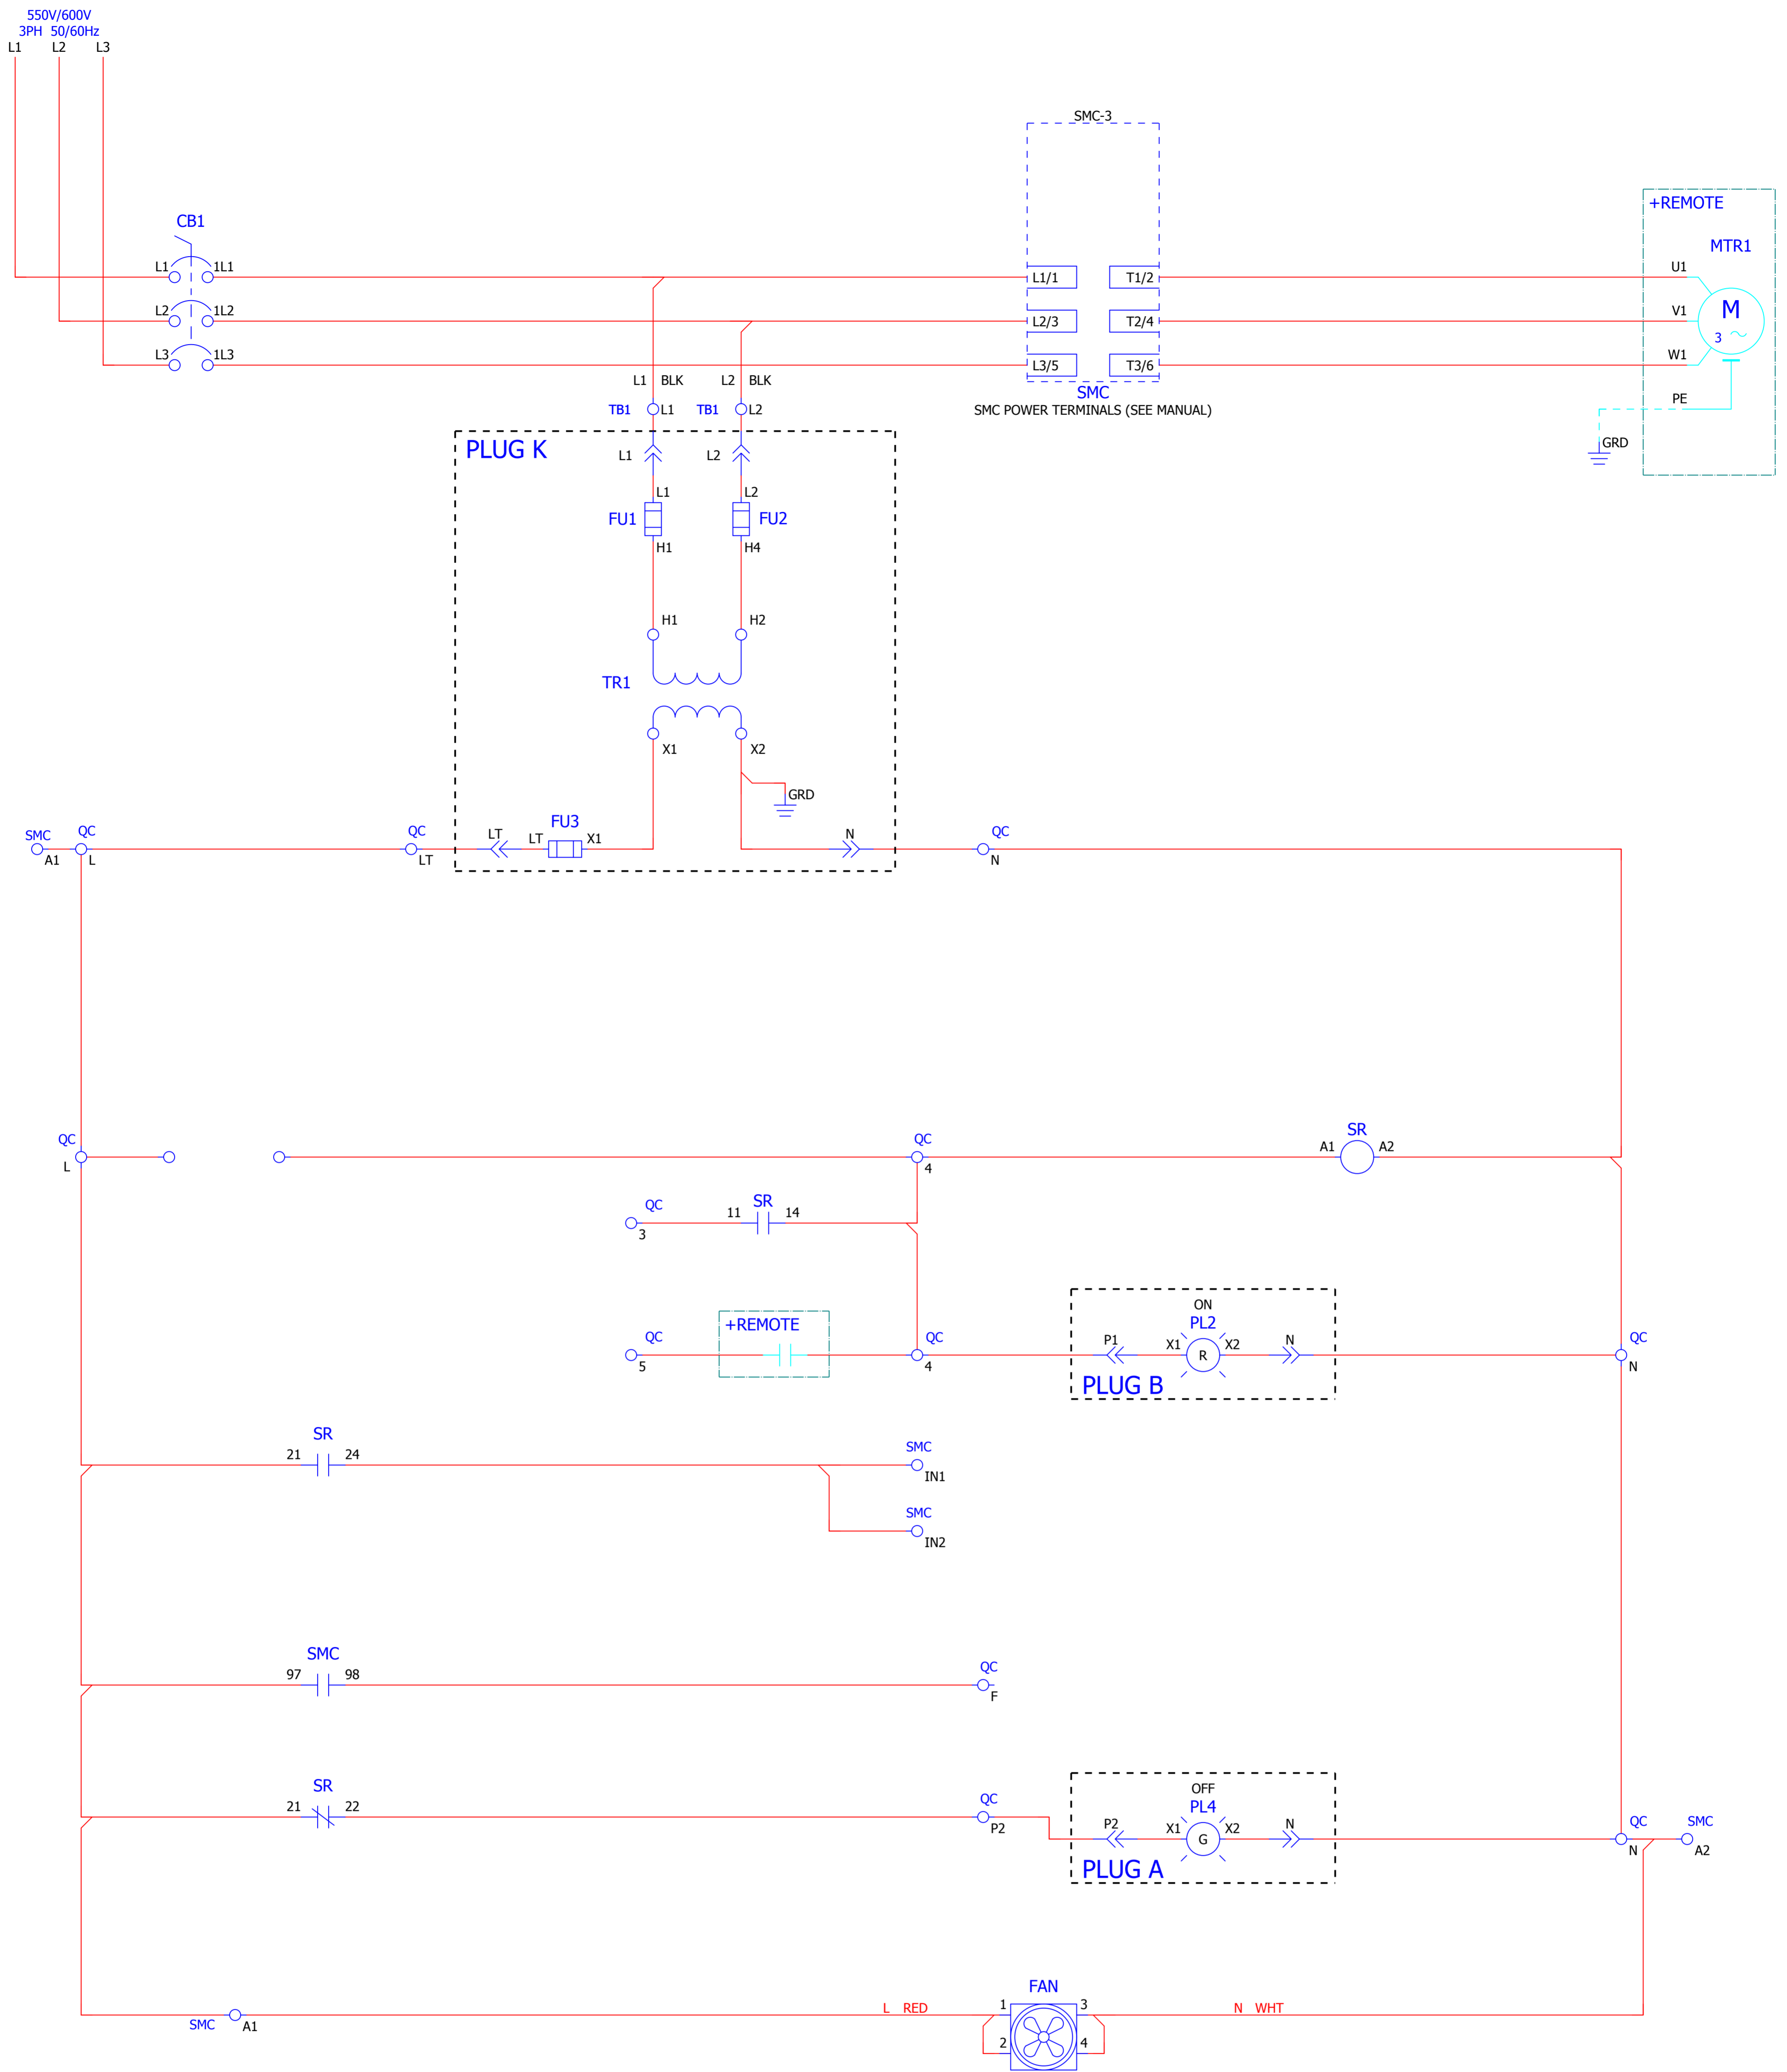 550V/600V
3PH 50/60Hz
L1 L2 L3
SMC-3
+REMOTE
CB1
MTR1
L1 1L1 L1/1 T1/2 U1
L2 1L2 L2/3 T2/4 V1 M
3
L3 1L3 L3/5 T3/6 W1
L1 BLK L2 BLK
SMC
PE
TB1 L1 TB1 L2
SMC POWER TERMINALS (SEE MANUAL)
GRD
PLUG K
L1 L2
L1 L2
FU1 FU2
H1 H4
H1 H2
TR1
X1 X2
GRD
FU3
SMC QC QC LT LT X1 N QC
A1 L LT N
QC QC SR
A1 A2
L 4
QC SR
11 14
3
ON
QC +REMOTE QC PL2 QC
P1 X1 R X2 N
5 4 N
PLUG B
SR SMC
21 24
IN1
SMC
IN2
SMC QC
97 98
F
SR OFF
21 22 QC PL4
P2 P2 X1 G X2 N QC SMC
N A2
PLUG A
FAN
L RED 1 3 N WHT
SMC A1
2 4